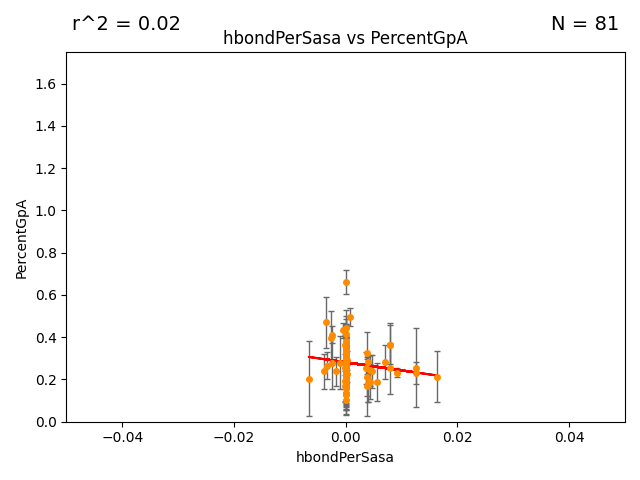 r^2 = 0.02
N = 81
hbondPerSasa vs PercentGpA
1.6
1.4
1.2
1.0
0.8
0.6
0.4
0.2
0.0
PercentGpA
−0.04
−0.02
0.00
0.02
0.04
hbondPerSasa